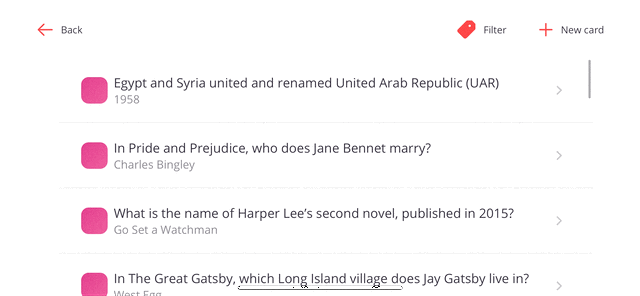 Back
Filter
New card
Egypt and Syria united and renamed United Arab Republic (UAR)
1958
In Pride and Prejudice, who does Jane Bennet marry?
Charles Bingley
What is the name of Harper Lee’s second novel, published in 2015?
Go Set a Watchman
In The Great Gatsby, which Long Island village does Jay Gatsby live in?
West Egg